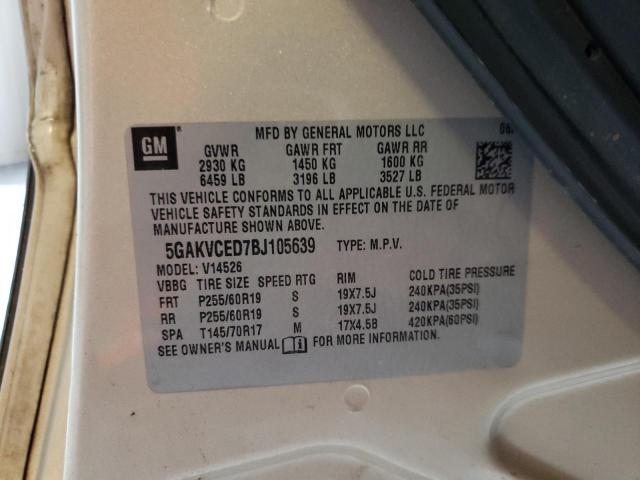 GM ® MFD BY GENERAL MOTORS LLC
GVWR GAWR FRT GAWR RR
2930 KG 1450 KG 1600 KG
6459 LB 3196 LB 3527 LB
THIS VEHICLE CONFORMS TO ALL APPLICABLE U.S. FEDERAL MOTOR
VEHICLE SAFETY STANDARDS IN EFFECT ON THE DATE OF
MANUFACTURE SHOWN ABOVE.
5GAKVCED7BJ105639 TYPE: M.P.V.
MODEL: V14526
VBBG TIRE SIZE SPEED RTG RIM COLD TIRE PRESSURE
FRT P255/60R19 S 19X7.5J 240KPA(35PSI)
RR P255/60R19 S 19X7.5J 240KPA(35PSI)
SPA T145/70R17 M 17X4.5B 420KPA(60PSI)
SEE OWNER'S MANUAL FOR MORE INFORMATION.